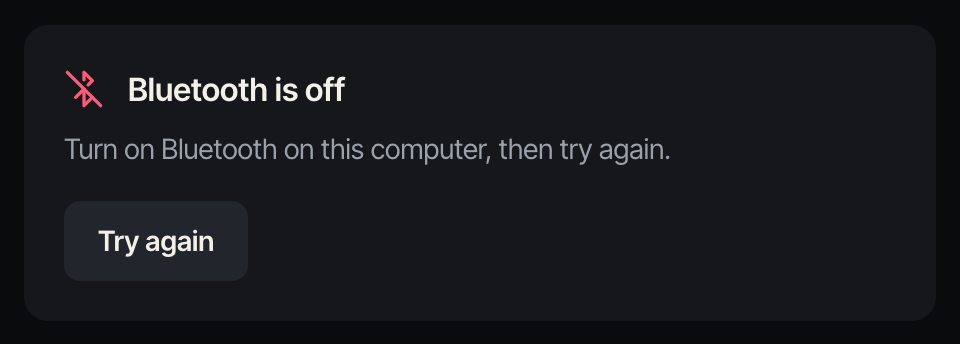 Bluetooth is off
Turn on Bluetooth on this computer, then try again.
Try again